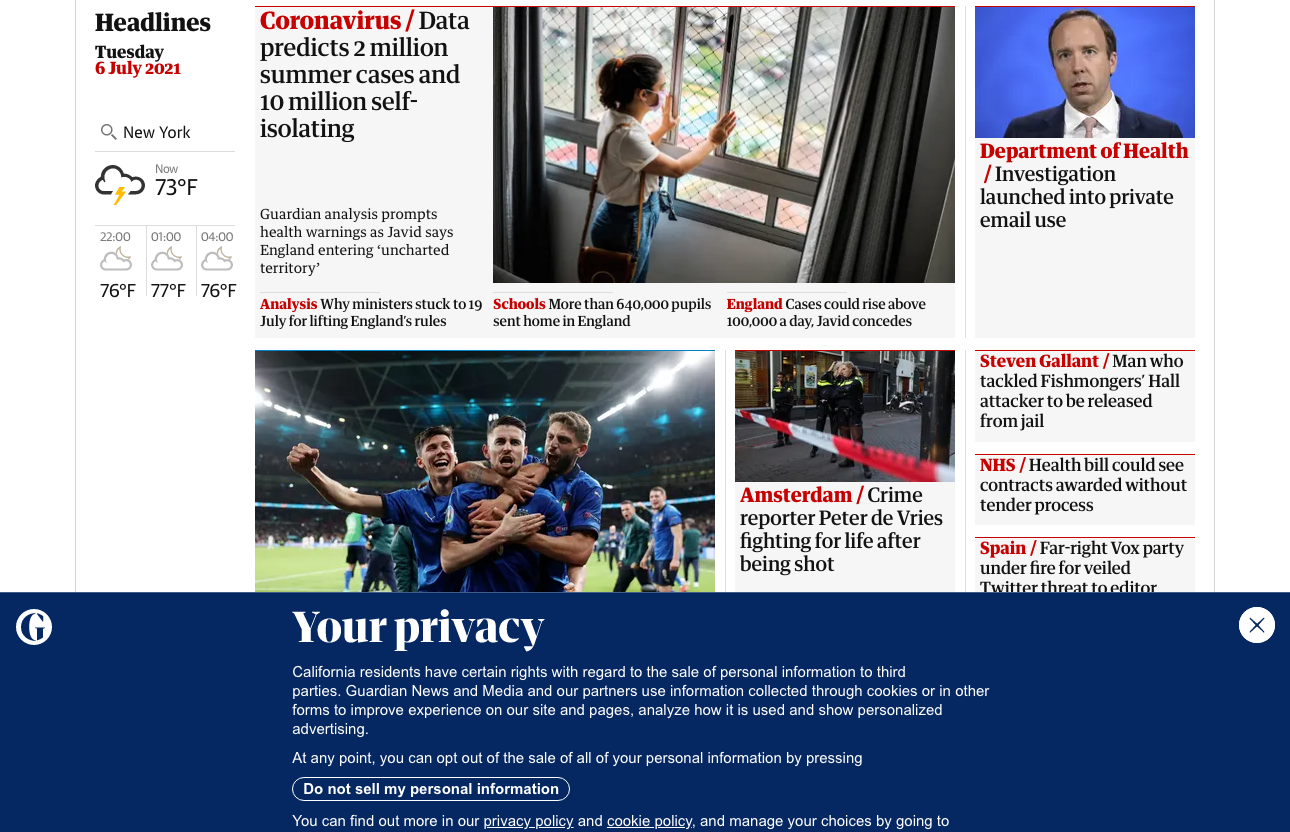 Headlines
Tuesday
6 July 2021
New York
Now
73°F
22:00
01:00
04:00
76°F
77°F
76°F
Coronavirus / Data
predicts 2 million
summer cases and
10 million self-
isolating
Guardian analysis prompts
health warnings as Javid says
England entering ‘uncharted
territory’
Analysis Why ministers stuck to 19
July for lifting England’s rules
Schools More than 640,000 pupils
sent home in England
England Cases could rise above
100,000 a day, Javid concedes
Department of Health
/ Investigation
launched into private
email use
Amsterdam / Crime
reporter Peter de Vries
fighting for life after
being shot
Steven Gallant / Man who
tackled Fishmongers’ Hall
attacker to be released
from jail
NHS / Health bill could see
contracts awarded without
tender process
Spain / Far-right Vox party
under fire for veiled
Twitter threat to editor
G
Your privacy
California residents have certain rights with regard to the sale of personal information to third
parties. Guardian News and Media and our partners use information collected through cookies or in other
forms to improve experience on our site and pages, analyze how it is used and show personalized
advertising.
At any point, you can opt out of the sale of all of your personal information by pressing
Do not sell my personal information
You can find out more in our privacy policy and cookie policy, and manage your choices by going to